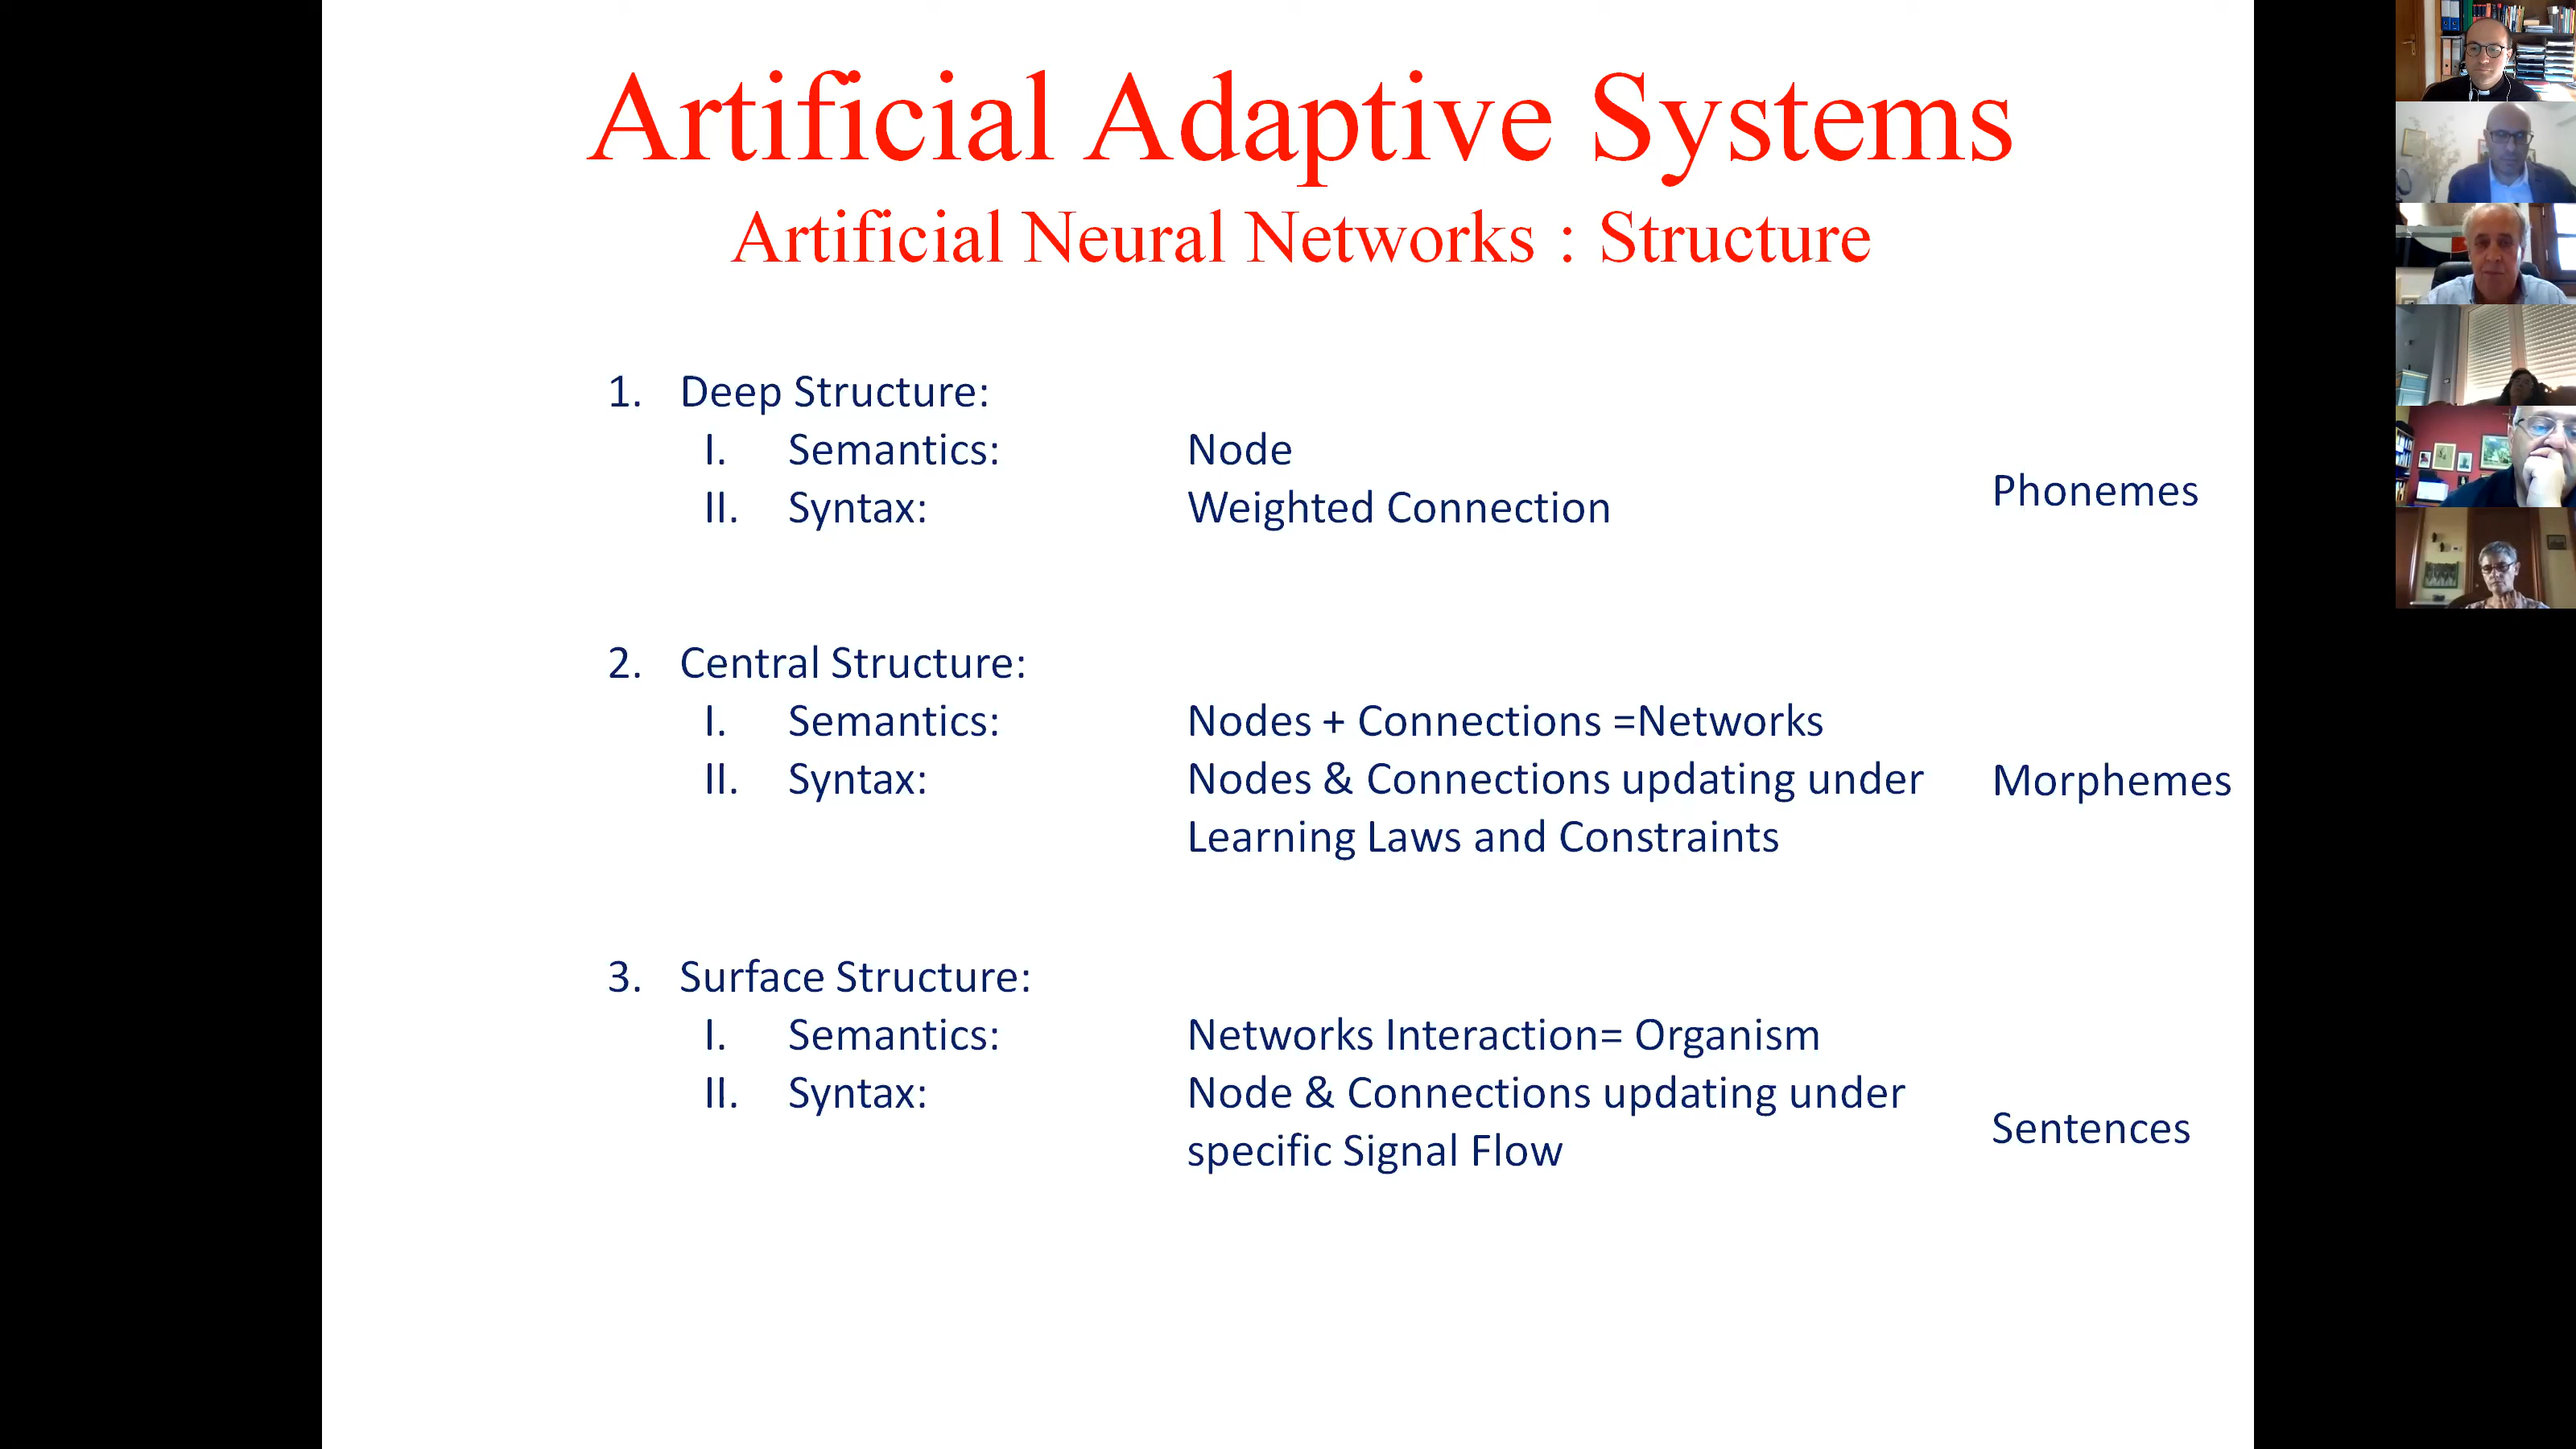 Artificial Adaptive Systems
Artificial Neural Networks : Structure
1. Deep Structure:
I. Semantics: Node
II. Syntax: Weighted Connection
Phonemes
2. Central Structure:
I. Semantics: Nodes + Connections =Networks
II. Syntax: Nodes & Connections updating under
Learning Laws and Constraints
Morphemes
3. Surface Structure:
I. Semantics: Networks Interaction= Organism
II. Syntax: Node & Connections updating under
specific Signal Flow
Sentences